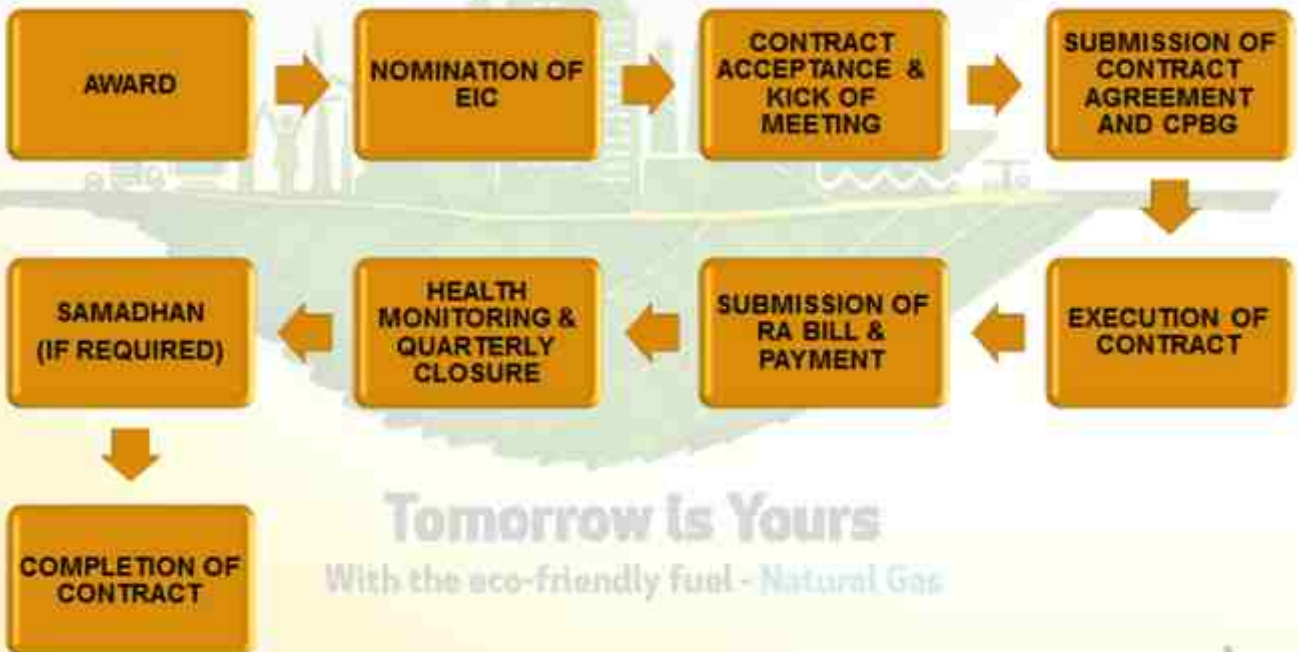 AWARD
NOMINATION OF
EIC
CONTRACT
ACCEPTANCE &
KICK OF
MEETING
SUBMISSION OF
CONTRACT
AGREEMENT
AND CPBG
EXECUTION OF
CONTRACT
SUBMISSION OF
RA BILL &
PAYMENT
HEALTH
MONITORING &
QUARTERLY
CLOSURE
SAMADHAN
(IF REQUIRED)
COMPLETION OF
CONTRACT
Tomorrow is Yours
With the eco-friendly fuel - Natural Gas